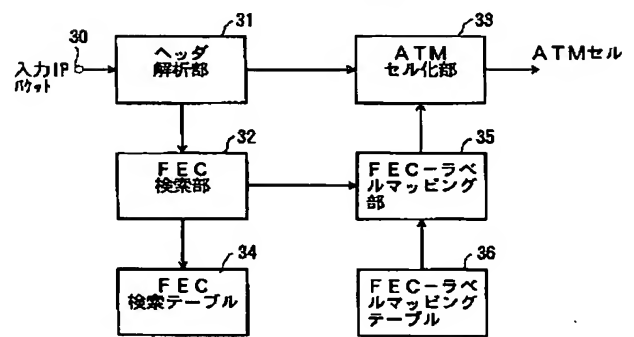 30
入力IP
パケット
31
ヘッダ
解析部
33
ATM
セル化部
ATMセル
32
FEC
検索部
35
FEC－ラベ
ルマッピング
部
34
FEC
検索テーブル
36
FEC－ラベ
ルマッピング
テーブル